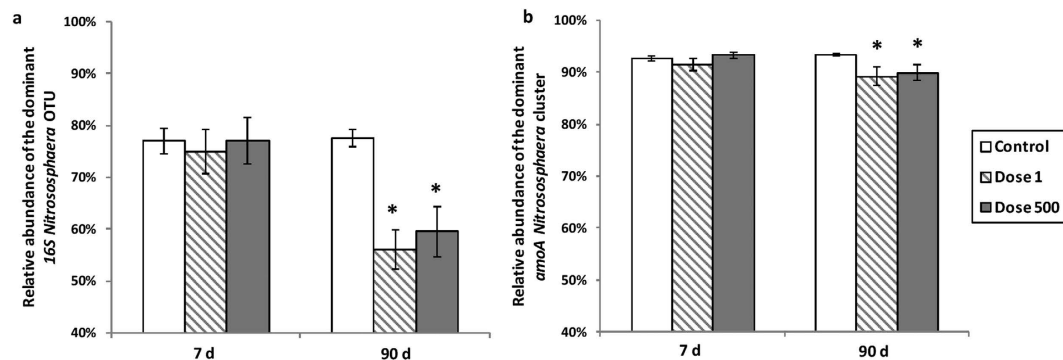 a
Relative abundance of the dominant
16S Nitrososphaera OTU
100%
90%
80%
70%
60%
50%
40%
*
*
7 d
90 d
b
Relative abundance of the dominant
amoA Nitrososphaera cluster
100%
90%
80%
70%
60%
50%
40%
*
*
7 d
90 d
Control
Dose 1
Dose 500